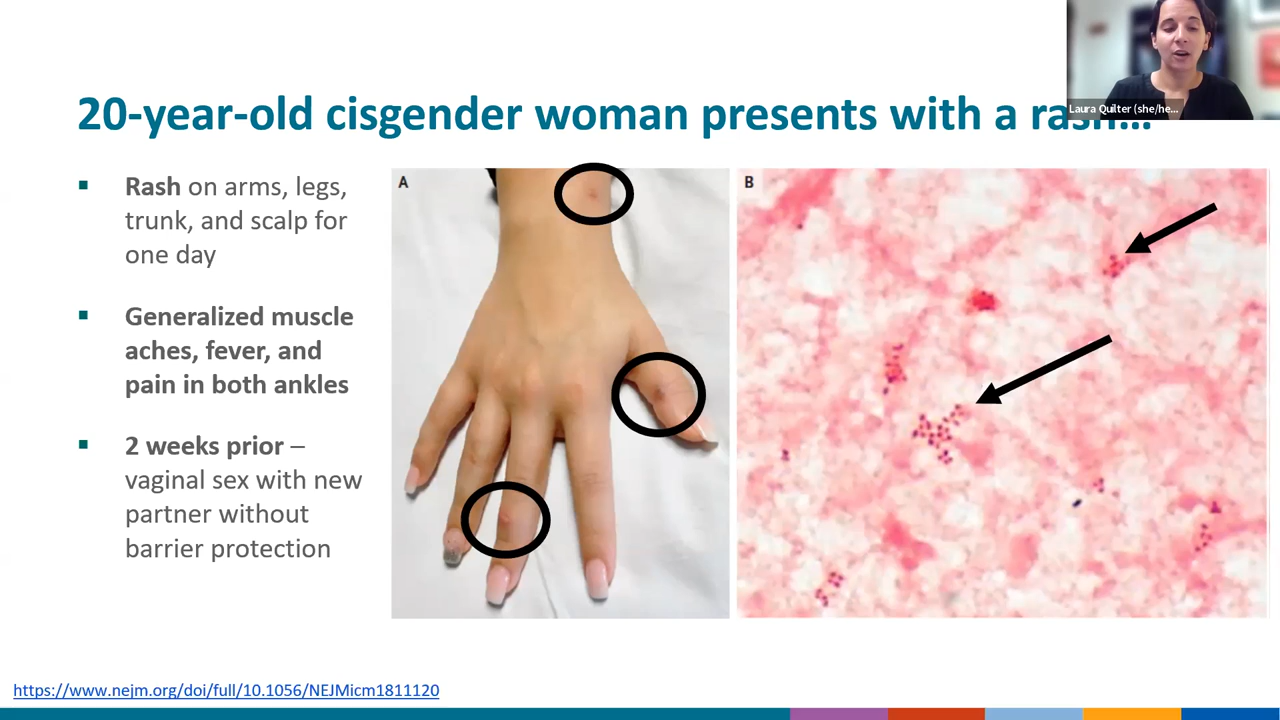 Laura Quilter (she/he...
20-year-old cisgender woman presents with a rash...
▪ Rash on arms, legs,
trunk, and scalp for
one day
▪ Generalized muscle
aches, fever, and
pain in both ankles
▪ 2 weeks prior –
vaginal sex with new
partner without
barrier protection
A
B
https://www.nejm.org/doi/full/10.1056/NEJMicm1811120